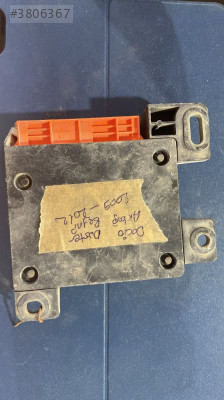 #3806367
Dacia Duster
Airbag Beyni
2009 - 2012